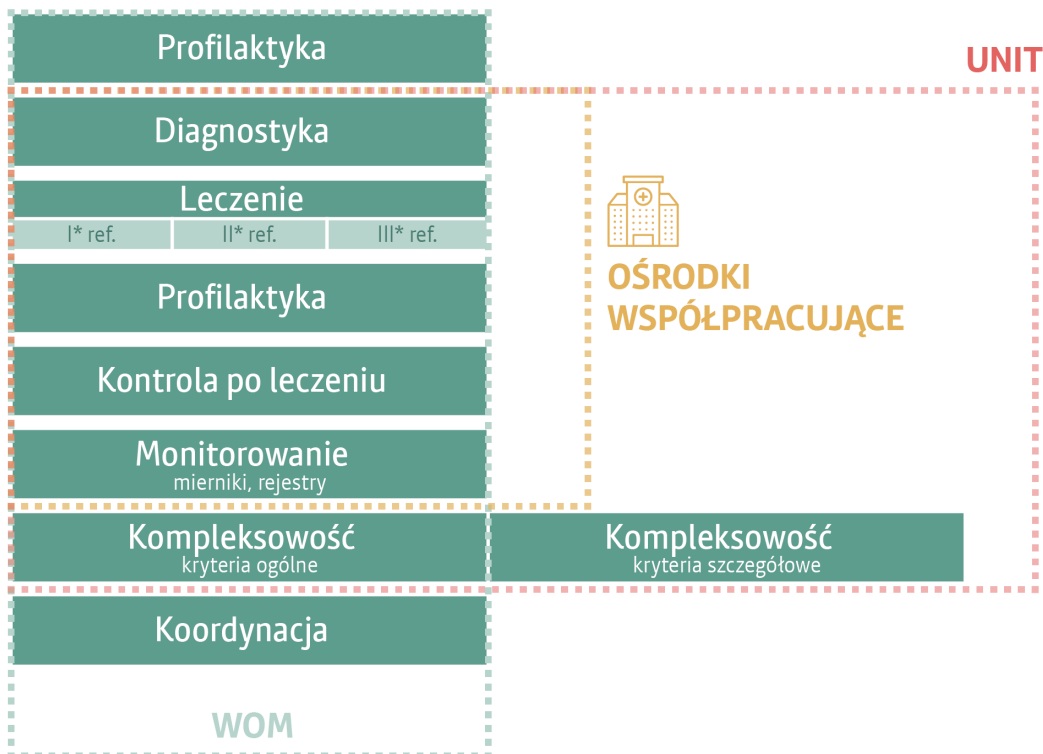 Profilaktyka
UNIT
Diagnostyka
Leczenie
I* ref. II* ref. III* ref.
Profilaktyka
OŚRODKI
WSPÓŁPRACUJĄCE
Kontrola po leczeniu
Monitorowanie
mierniki, rejestry
Kompleksowość
kryteria ogólne
Kompleksowość
kryteria szczegółowe
Koordynacja
WOM